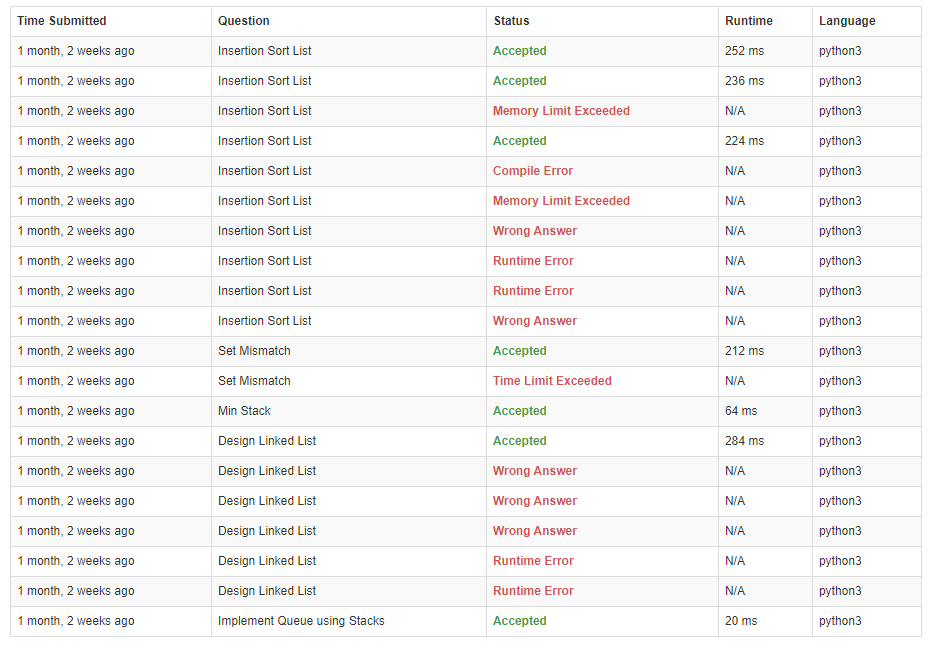 Time Submitted Question Status Runtime Language
1 month, 2 weeks ago Insertion Sort List Accepted 252 ms python3
1 month, 2 weeks ago Insertion Sort List Accepted 236 ms python3
1 month, 2 weeks ago Insertion Sort List Memory Limit Exceeded N/A python3
1 month, 2 weeks ago Insertion Sort List Accepted 224 ms python3
1 month, 2 weeks ago Insertion Sort List Compile Error N/A python3
1 month, 2 weeks ago Insertion Sort List Memory Limit Exceeded N/A python3
1 month, 2 weeks ago Insertion Sort List Wrong Answer N/A python3
1 month, 2 weeks ago Insertion Sort List Runtime Error N/A python3
1 month, 2 weeks ago Insertion Sort List Runtime Error N/A python3
1 month, 2 weeks ago Insertion Sort List Wrong Answer N/A python3
1 month, 2 weeks ago Set Mismatch Accepted 212 ms python3
1 month, 2 weeks ago Set Mismatch Time Limit Exceeded N/A python3
1 month, 2 weeks ago Min Stack Accepted 64 ms python3
1 month, 2 weeks ago Design Linked List Accepted 284 ms python3
1 month, 2 weeks ago Design Linked List Wrong Answer N/A python3
1 month, 2 weeks ago Design Linked List Wrong Answer N/A python3
1 month, 2 weeks ago Design Linked List Wrong Answer N/A python3
1 month, 2 weeks ago Design Linked List Runtime Error N/A python3
1 month, 2 weeks ago Design Linked List Runtime Error N/A python3
1 month, 2 weeks ago Implement Queue using Stacks Accepted 20 ms python3